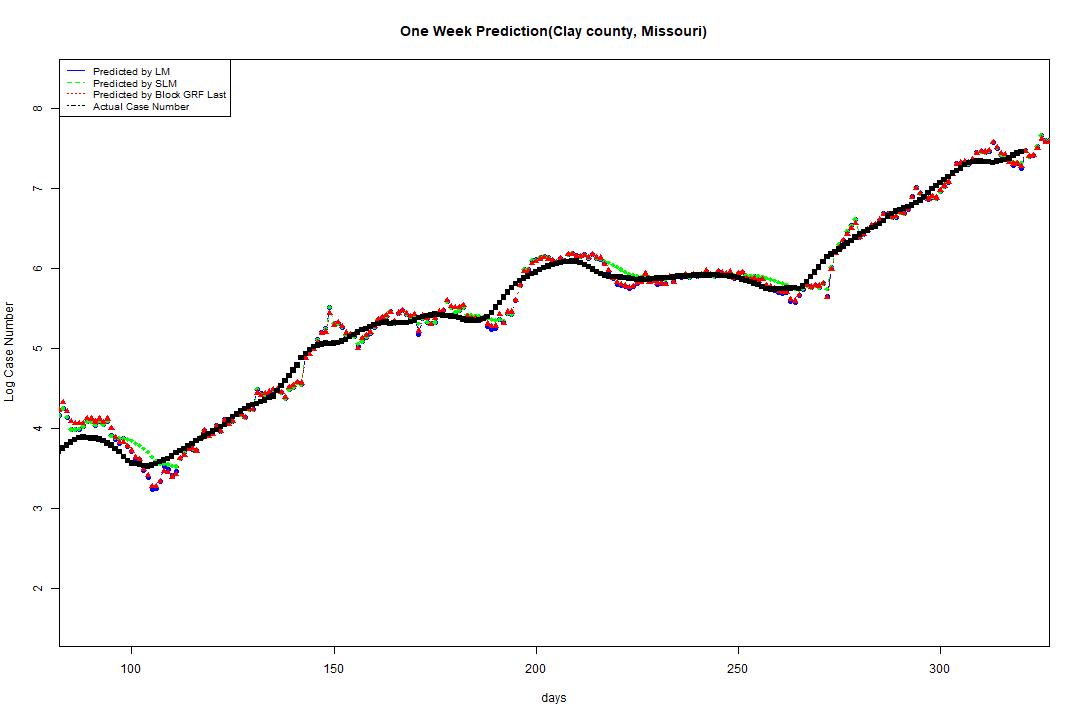 One Week Prediction(Clay county, Missouri)
Predicted by LM
Predicted by SLM
Predicted by Block GRF Last
Actual Case Number
8
7
6
5
4
3
2
Log Case Number
100 150 200 250 300
days